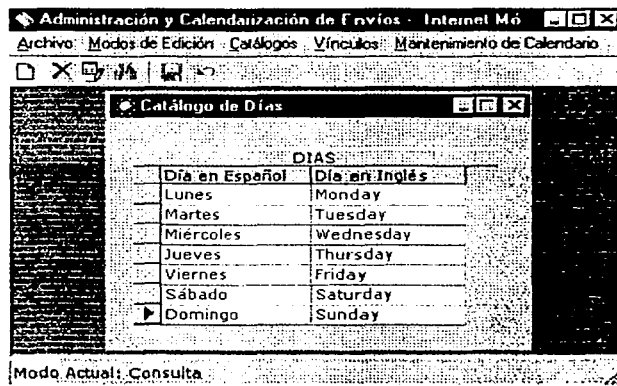 Administración y Calendarización de Envíos - Internet Mó
Archivo Modos de Edición Catálogos Vínculos Mantenimiento de Calendario
Catálogo de Días
DIAS
Día en Español Día en Inglés
Lunes Monday
Martes Tuesday
Miércoles Wednesday
Jueves Thursday
Viernes Friday
Sábado Saturday
Domingo Sunday
Modo Actual: Consulta